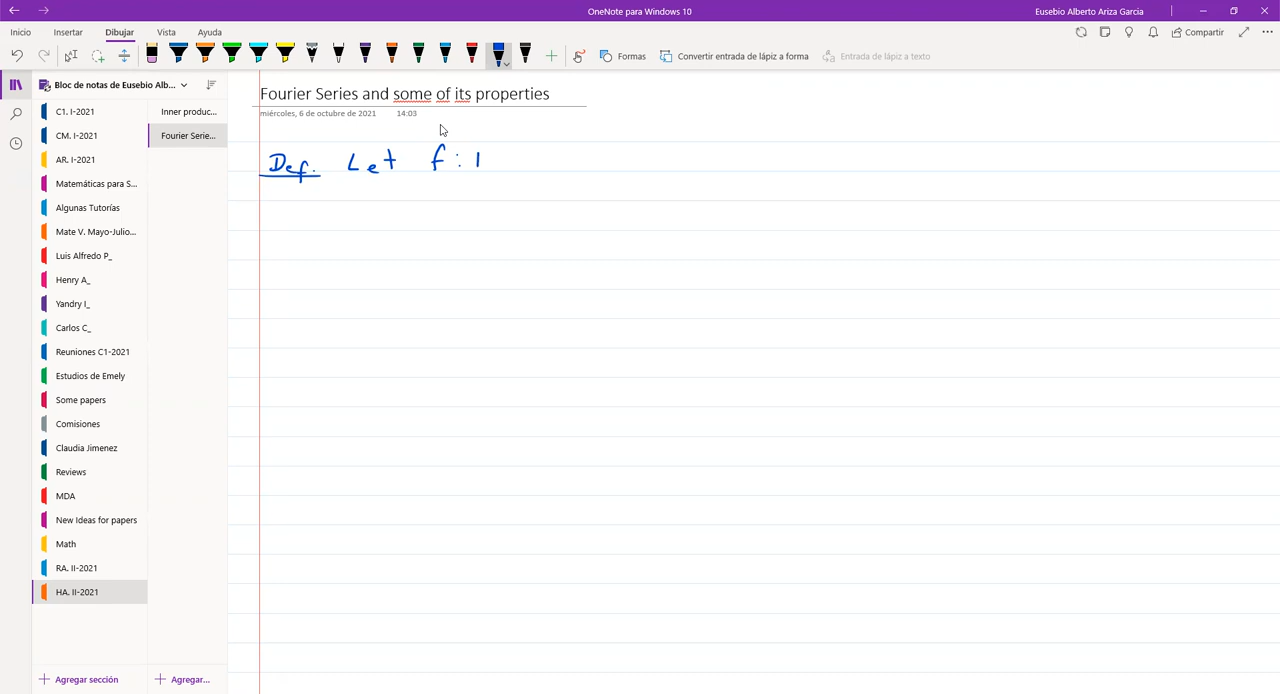 OneNote para Windows 10
Eusebio Alberto Ariza Garcia
Inicio Insertar Dibujar Vista Ayuda
Compartir
Formas Convertir entrada de lápiz a forma Entrada de lápiz a texto
Bloc de notas de Eusebio Alb...
C1. I-2021
CM. I-2021
AR. I-2021
Matemáticas para S...
Algunas Tutorías
Mate V. Mayo-Julio...
Luis Alfredo P_
Henry A_
Yandry I_
Carlos C_
Reuniones C1-2021
Estudios de Emely
Some papers
Comisiones
Claudia Jimenez
Reviews
MDA
New Ideas for papers
Math
RA. II-2021
HA. II-2021
Agregar sección
Inner produc...
Fourier Serie...
Agregar...
Fourier Series and some of its properties
miércoles, 6 de octubre de 2021 14:03
Def. Let f : I